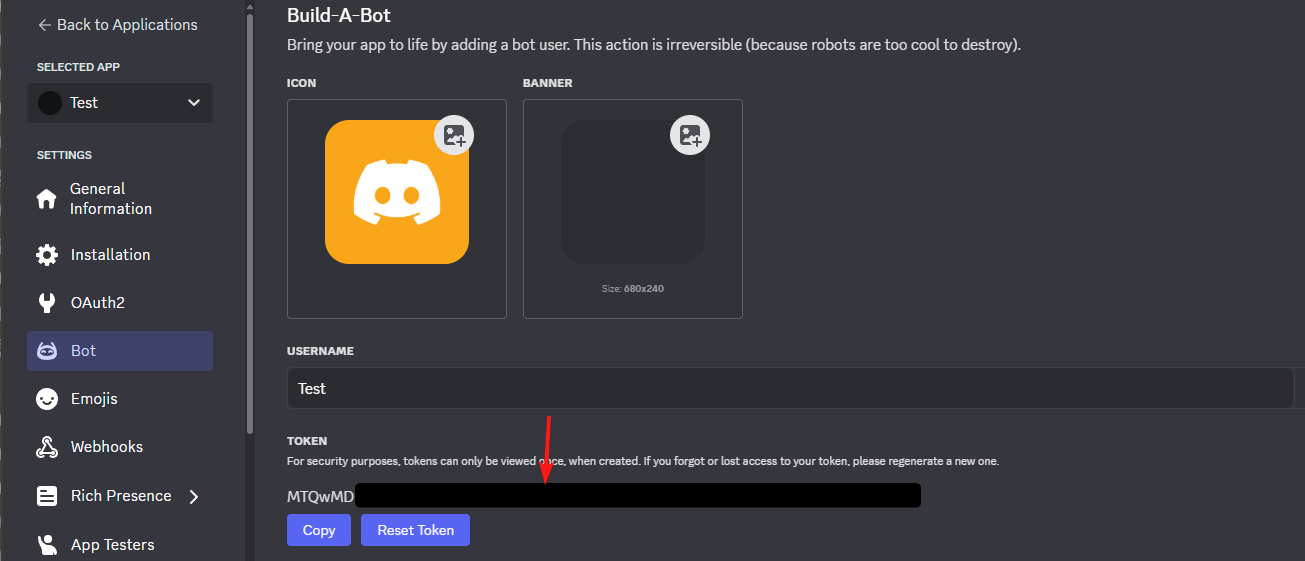 Back to Applications
SELECTED APP
Test
SETTINGS
General
Information
Installation
OAuth2
Bot
Emojis
Webhooks
Rich Presence
App Testers
Build-A-Bot
Bring your app to life by adding a bot user. This action is irreversible (because robots are too cool to destroy).
ICON
BANNER
Size: 680x240
USERNAME
Test
TOKEN
For security purposes, tokens can only be viewed once, when created. If you forgot or lost access to your token, please regenerate a new one.
MTQwMD
Copy
Reset Token